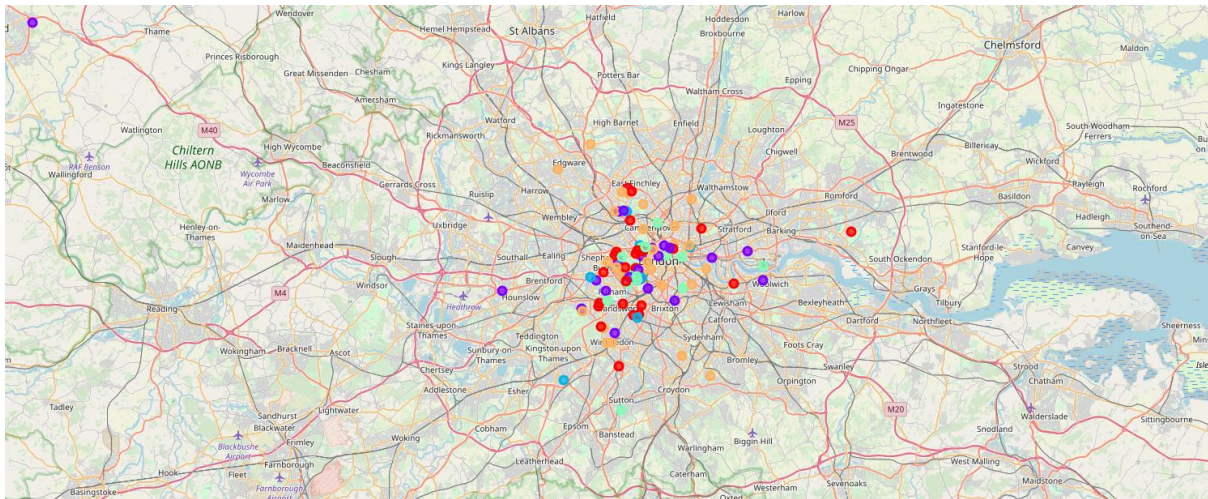 Wendover
Hatfield
Hoddesdon
Harlow
Thame
Hemel Hempstead
St Albans
Broxbourne
Chelmsford
Maldon
Princes Risborough
Chesham
Kings Langley
Epping
Great Missenden
Potters Bar
Chipping Ongar
Amersham
Waltham Cross
Watford
High Barnet
Enfield
Ingatestone
Watlington
M40
High Wycombe
Rickmansworth
Loughton
M25
South Woodham
Ferrers
Chiltern
Hills AONB
Beaconsfield
Edgware
Chigwell
Brentwood
Billericay
RAF Benson
Wallingford
Wycombe
Air Park
Gerrards Cross
Ruislip
Harrow
East Finchley
Walthamstow
Wickford
Rayleigh
Rochford
Marlow
Ilford
Romford
Basildon
Hadleigh
Southend-
on-Sea
Henley-on-
Thames
Uxbridge
Wembley
Stratford
Barking
Maidenhead
Slough
Southall
Ealing
South Ockendon
Stanford-le-
Hope
Canvey
Windsor
Brentford
Woolwich
Grays
M4
Heathrow
Hounslow
Tilbury
Reading
Staines-upon-
Thames
Brixton
Lewisham
Bexleyheath
Dartford
Northfleet
Catford
Sheerness
Teddington
Wokingham
Bracknell
Ascot
Sunbury-on-
Thames
Kingston upon
Thames
Sydenham
Foots Cray
Chertsey
Bromley
Swanley
Strood
Tadley
Addlestone
Esher
Croydon
Orpington
Chatham
Sandhurst
Lightwater
Sutton
M20
Walderslade
Sittingbourne
Blackwater
Cobham
Epsom
Banstead
Snodland
Blackbushe
Airport
Frimley
Woking
Biggin Hill
Hook
Fleet
Farnborough
Leatherhead
Warlingham
West Malling
Basingstoke
Farnborough
Airport
Caterham
Oxted
Westerham
Sevenoaks
Maidstone